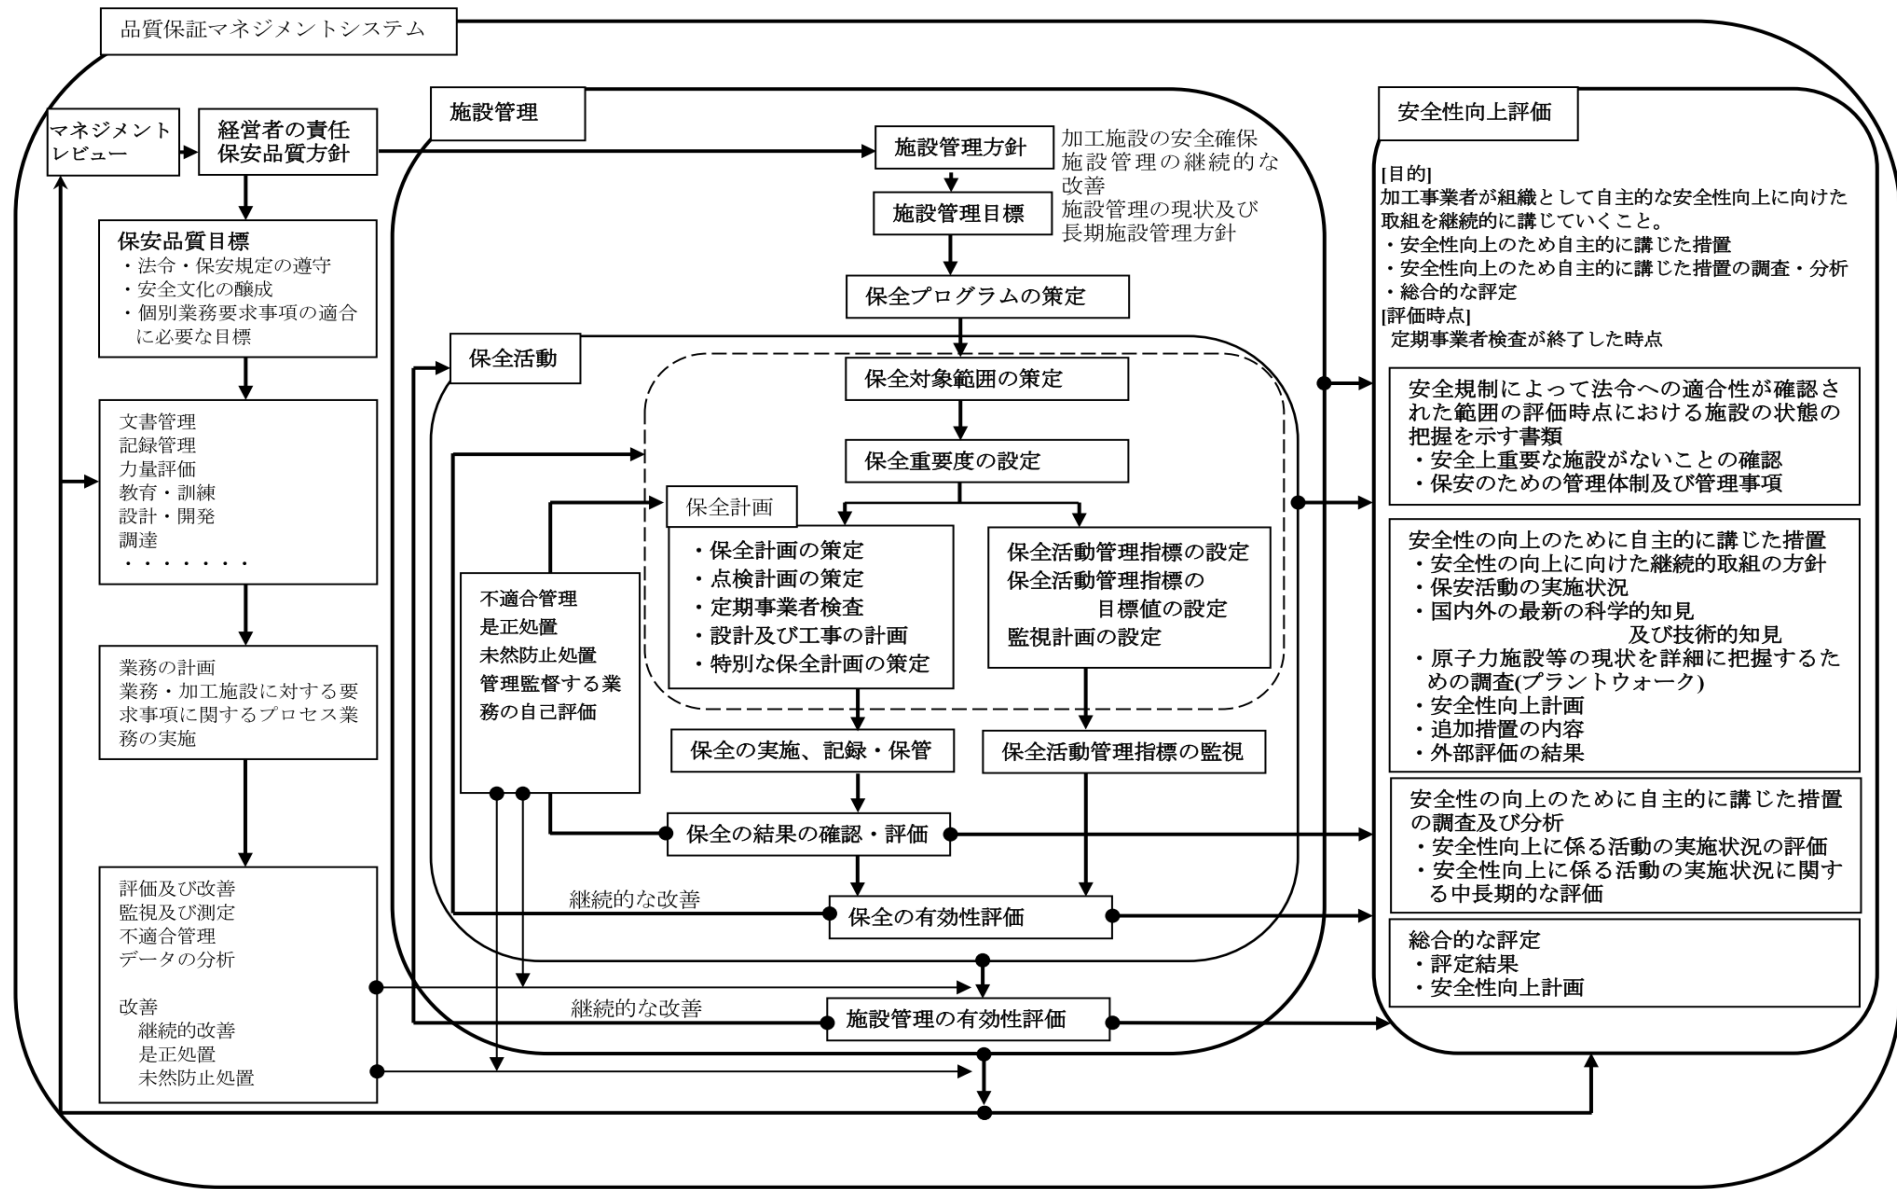 品質保証マネジメントシステム
マネジメント
レビュー
経営者の責任
保安品質方針
保安品質目標
・法令・保安規定の遵守
・安全文化の醸成
・個別業務要求事項の適合
に必要な目標
文書管理
記録管理
力量評価
教育・訓練
設計・開発
調達
・・・・・・・
業務の計画
業務・加工施設に対する要
求事項に関するプロセス業
務の実施
評価及び改善
監視及び測定
不適合管理
データの分析
改善
継続的改善
是正処置
未然防止処置
施設管理
施設管理方針
加工施設の安全確保
施設管理の継続的な
改善
施設管理目標
施設管理の現状及び
長期施設管理方針
保全プログラムの策定
保全活動
保全対象範囲の策定
保全重要度の設定
保全計画
・保全計画の策定
・点検計画の策定
・定期事業者検査
・設計及び工事の計画
・特別な保全計画の策定
保全活動管理指標の設定
保全活動管理指標の
目標値の設定
監視計画の設定
不適合管理
是正処置
未然防止処置
管理監督する業
務の自己評価
保全の実施、記録・保管
保全活動管理指標の監視
保全の結果の確認・評価
継続的な改善
保全の有効性評価
継続的な改善
施設管理の有効性評価
安全性向上評価
[目的]
加工事業者が組織として自主的な安全性向上に向けた
取組を継続的に講じていくこと。
・安全性向上のため自主的に講じた措置
・安全性向上のため自主的に講じた措置の調査・分析
・総合的な評定
[評価時点]
定期事業者検査が終了した時点
安全規制によって法令への適合性が確認さ
れた範囲の評価時点における施設の状態の
把握を示す書類
・安全上重要な施設がないことの確認
・保安のための管理体制及び管理事項
安全性の向上のために自主的に講じた措置
・安全性の向上に向けた継続的取組の方針
・保安活動の実施状況
・国内外の最新の科学的知見
及び技術的知見
・原子力施設等の現状を詳細に把握するた
めの調査(プラントウォーク)
・安全性向上計画
・追加措置の内容
・外部評価の結果
安全性の向上のために自主的に講じた措置
の調査及び分析
・安全性向上に係る活動の実施状況の評価
・安全性向上に係る活動の実施状況に関す
る中長期的な評価
総合的な評定
・評定結果
・安全性向上計画